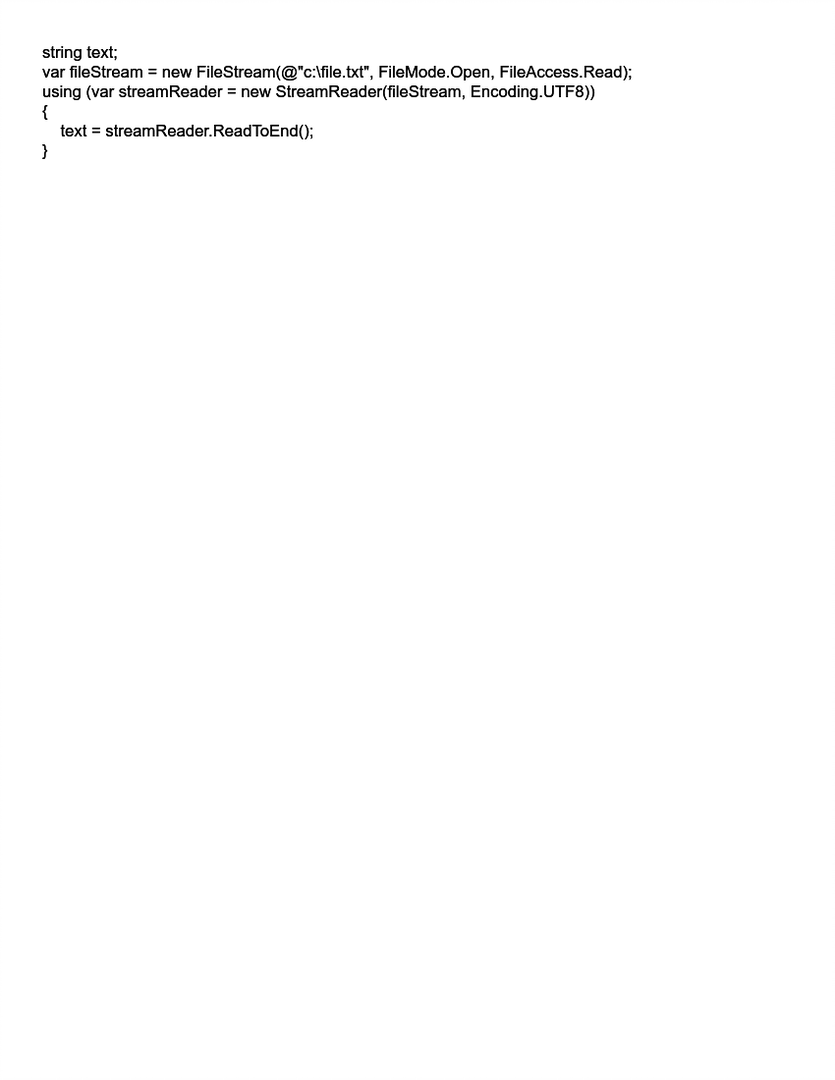 string text;
var fileStream = new FileStream(@"c:\file.txt", FileMode.Open, FileAccess.Read);
using (var streamReader = new StreamReader(fileStream, Encoding.UTF8))
{
    text = streamReader.ReadToEnd();
}